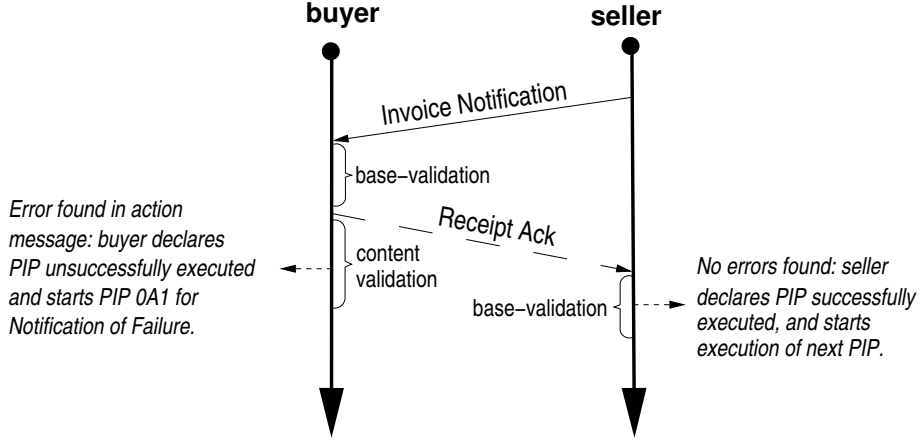 buyer
seller
Invoice Notification
base−validation
Error found in action
message: buyer declares
PIP unsuccessfully executed
and starts PIP 0A1 for
Notification of Failure.
Receipt Ack
content
validation
base−validation
No errors found: seller
declares PIP successfully
executed, and starts
execution of next PIP.